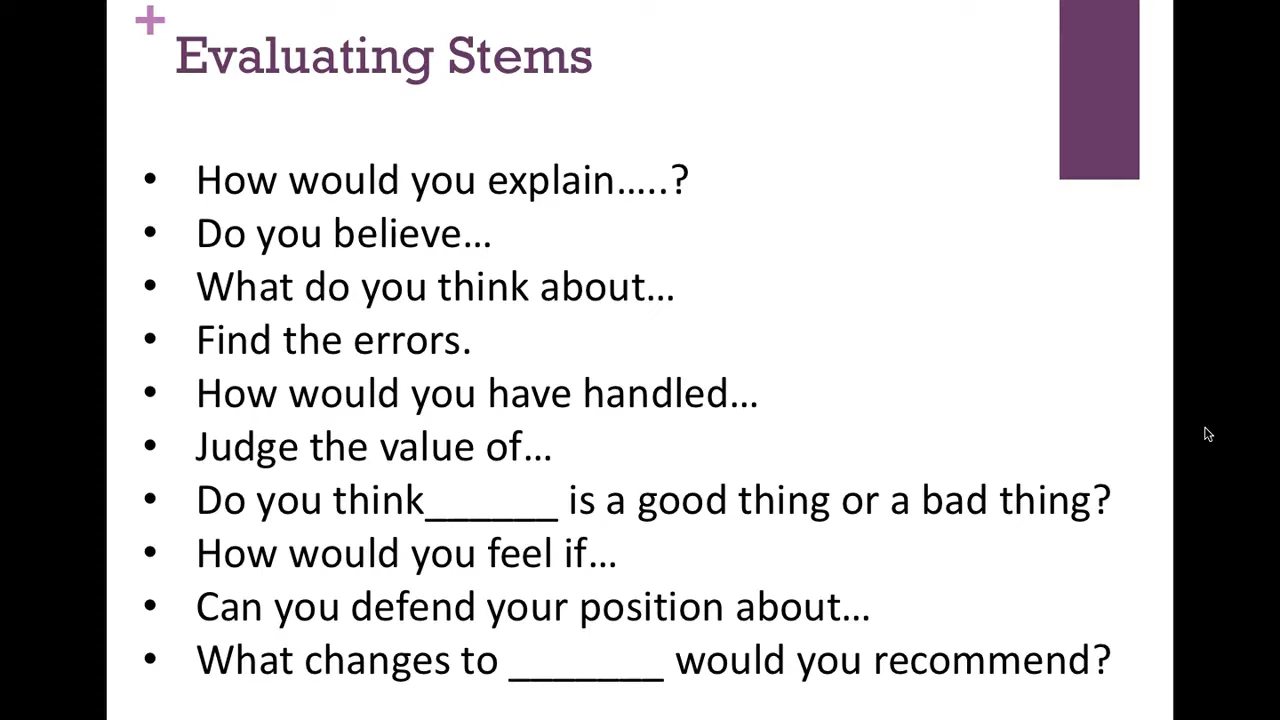 +
Evaluating Stems
• How would you explain…..?
• Do you believe…
• What do you think about…
• Find the errors.
• How would you have handled…
• Judge the value of…
• Do you think______ is a good thing or a bad thing?
• How would you feel if…
• Can you defend your position about…
• What changes to _______ would you recommend?